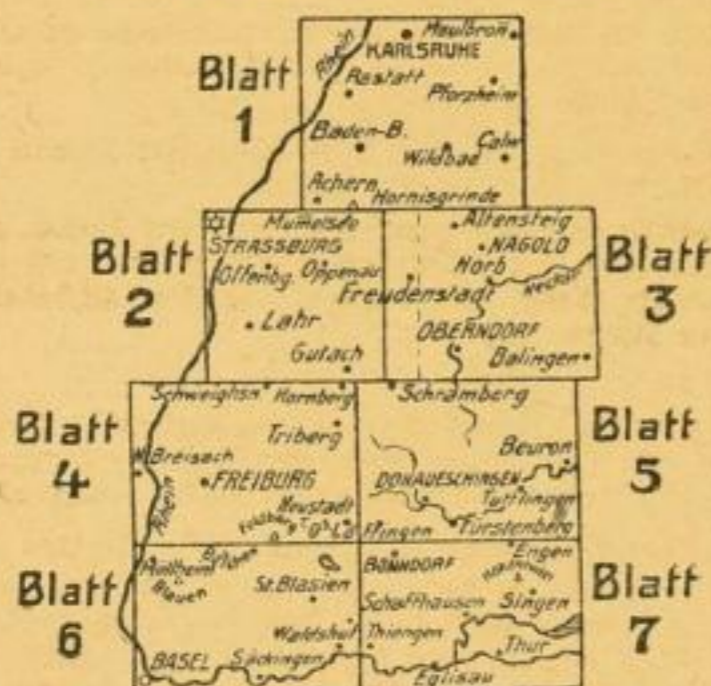 Blatt
1
Rhein
Maulbron
KARLSRUHE
Rastatt
Pforzheim
Baden-B.
Wildbad
Calw
Achern
Hornisgrinde
Blatt
2
Mumelsee
STRASSBURG
Offenbg.
Oppenau
Lahr
Gutach
Altensteig
NAGOLD
Horb
Neckar
Freudenstadt
OBERNDORF
Balingen
Blatt
3
Blatt
4
Schweighsn
Hornberg
Triberg
Breisach
FREIBURG
Neustadt
Feldberg
Rhein
Schramberg
Beuron
DONAUESCHINGEN
Tuttlingen
Fürstenberg
Blatt
5
Blatt
6
Blauen
St. Blasien
Waldshut
BASEL
Säckingen
BONNDORF
Engen
Schaffhausen
Singen
Thiengen
Thur
Eglisau
Blatt
7